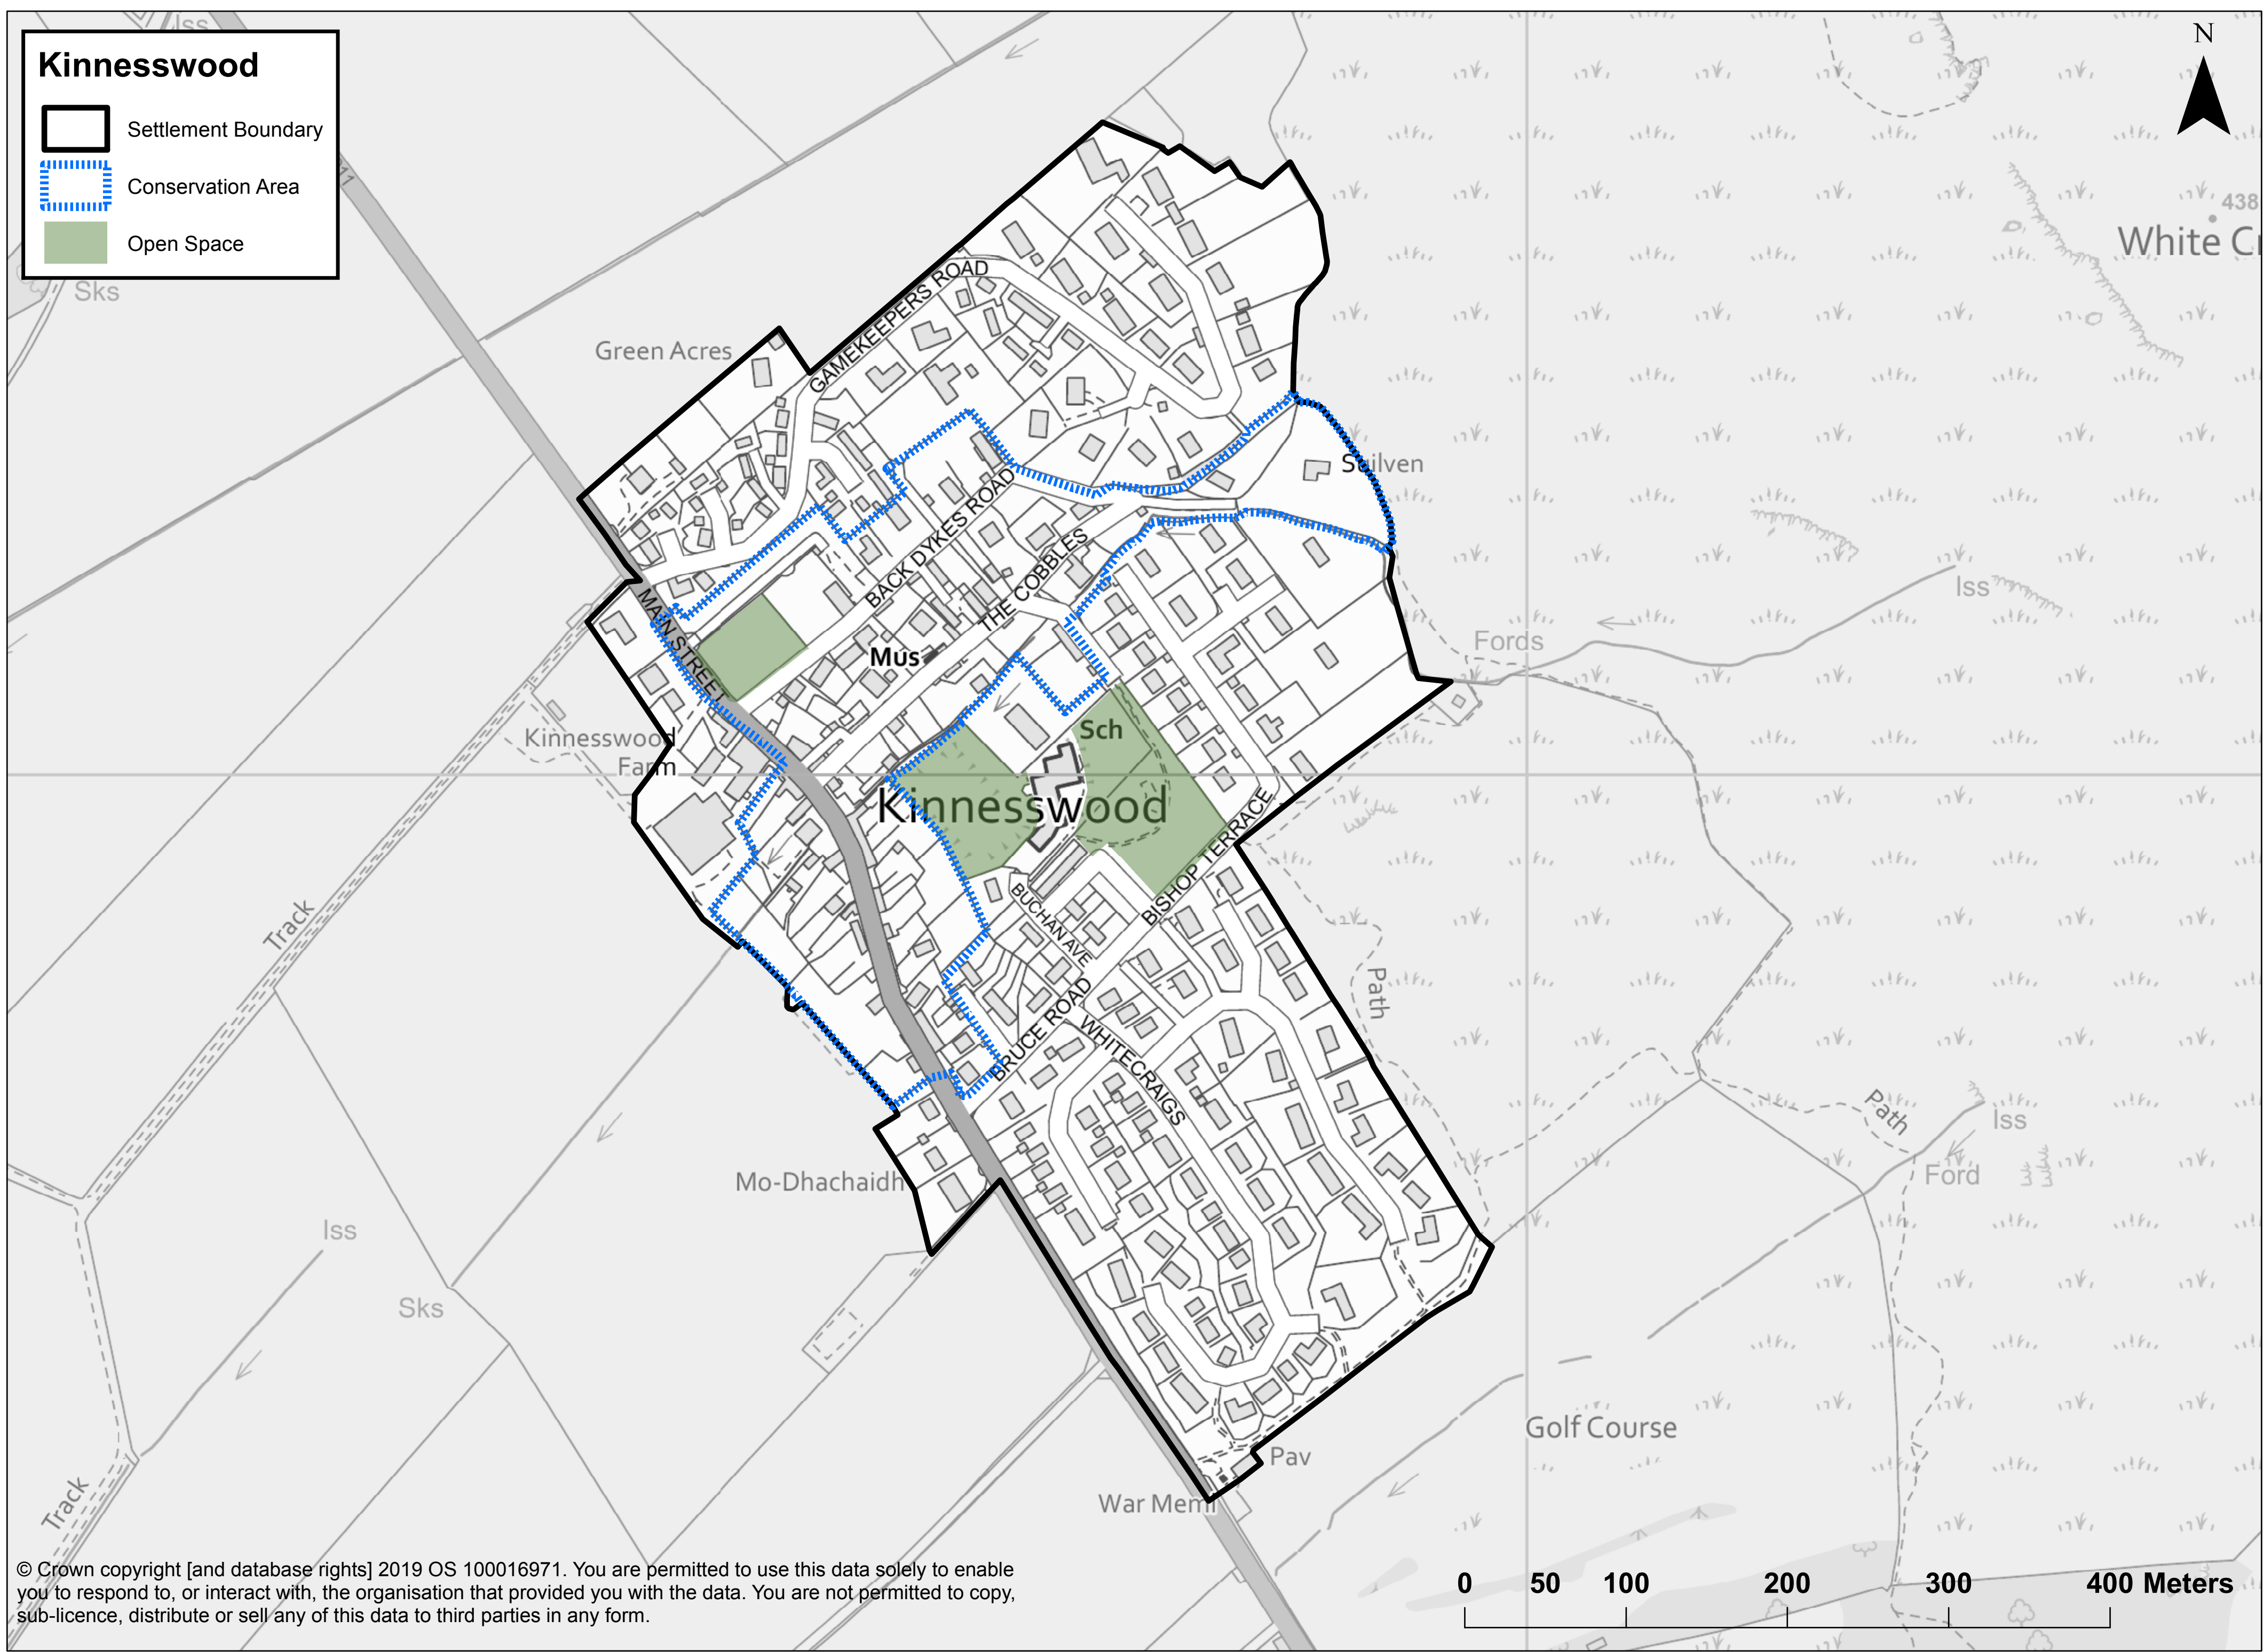 Iss
Kinnesswood
Settlement Boundary
Conservation Area
Open Space
N
438
Sks
Green Acres
GAMEKEEPERS ROAD
Suilven
BACK DYKES ROAD
THE COBBLES
MAIN STREET
Mus
Iss
Fords
Kinnesswood
Farm
Sch
Kinnesswood
BISHOP TERRACE
BUCHAN AVE
Track
Path
BRUCE ROAD
WHITECRAIGS
Path
Iss
Ford
Mo-Dhachaidh
Iss
Sks
Golf Course
Pav
War Meml
Track
© Crown copyright [and database rights] 2019 OS 100016971. You are permitted to use this data solely to enable
you to respond to, or interact with, the organisation that provided you with the data. You are not permitted to copy,
sub-licence, distribute or sell any of this data to third parties in any form.
0 50 100 200 300 400 Meters
White